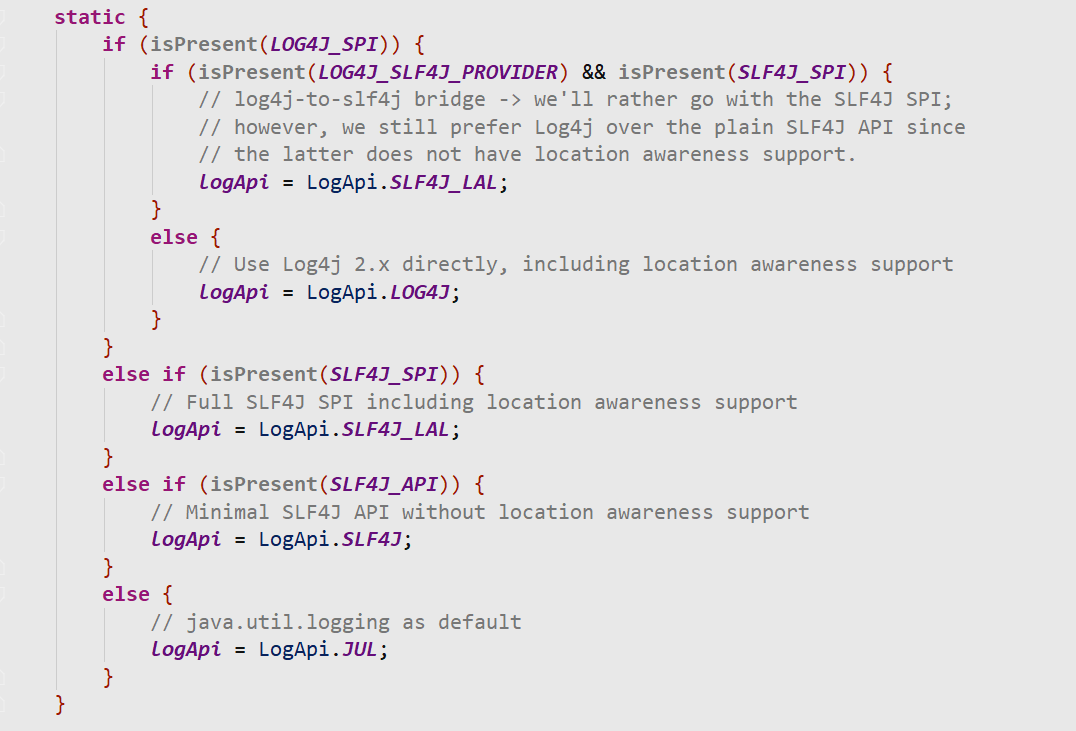 static {
if (isPresent(LOG4J_SPI)) {
if (isPresent(LOG4J_SLF4J_PROVIDER) && isPresent(SLF4J_SPI)) {
// log4j-to-slf4j bridge -> we'll rather go with the SLF4J SPI;
// however, we still prefer Log4j over the plain SLF4J API since
// the latter does not have location awareness support.
logApi = LogApi.SLF4J_LAL;
}
else {
// Use Log4j 2.x directly, including location awareness support
logApi = LogApi.LOG4J;
}
}
else if (isPresent(SLF4J_SPI)) {
// Full SLF4J SPI including location awareness support
logApi = LogApi.SLF4J_LAL;
}
else if (isPresent(SLF4J_API)) {
// Minimal SLF4J API without location awareness support
logApi = LogApi.SLF4J;
}
else {
// java.util.logging as default
logApi = LogApi.JUL;
}
}